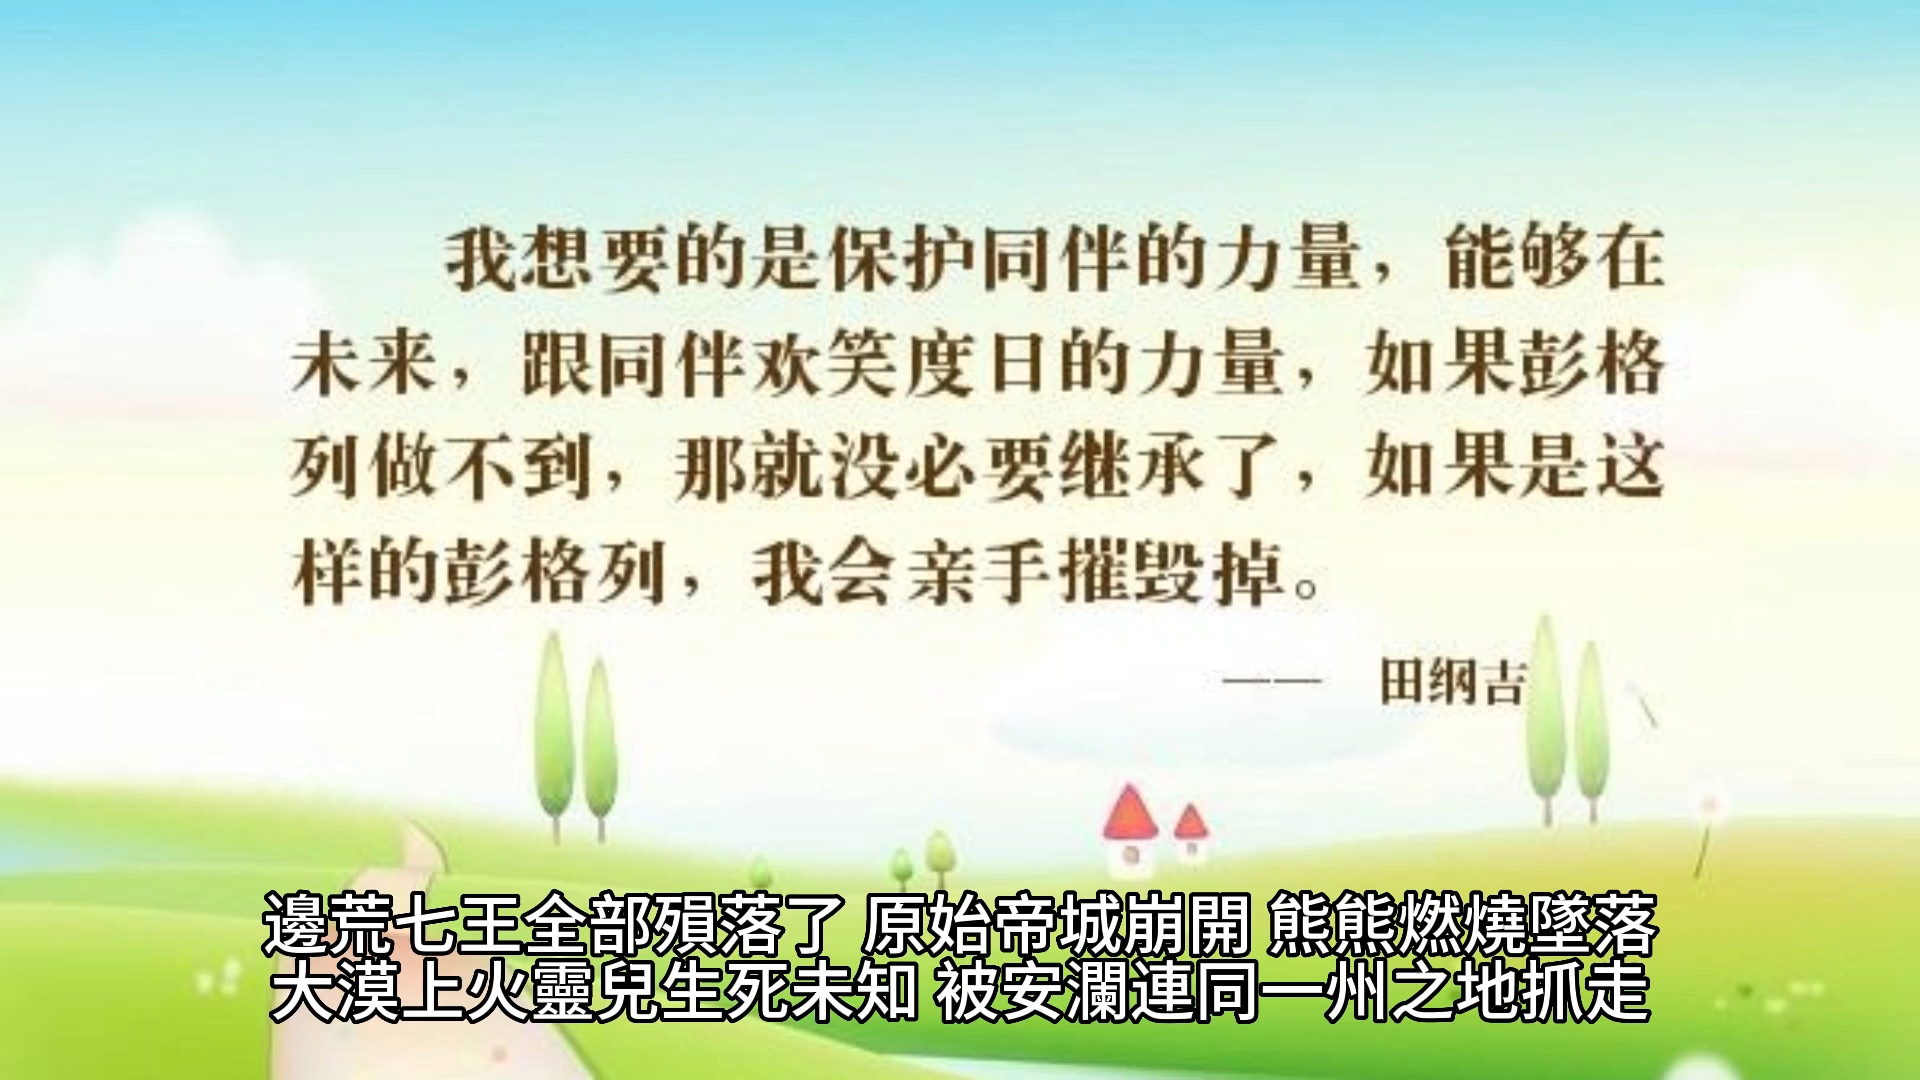 我想要的是保护同伴的力量，能够在
未来，跟同伴欢笑度日的力量，如果彭格
列做不到，那就没必要继承了，如果是这
样的彭格列，我会亲手摧毁掉。
—— 田纲吉
邊荒七王全部殞落了 原始帝城崩開 熊熊燃燒墜落
大漠上火靈兒生死未知 被安瀾連同一州之地抓走